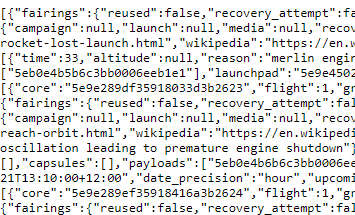 [{"fairings":{"reused":false,"recovery_attempt":fal
{"campaign":null,"launch":null,"media":null,"recovery
rocket-lost-launch.html","wikipedia":"https://en.w
[{"time":33,"altitude":null,"reason":"merlin engin
["5eb0e4b5b6c3bb0006eeb1e1"],"launchpad":"5e9e4502
[{"core":"5e9e289df35918033d3b2623","flight":1,"gr
{"fairings":{"reused":false,"recovery_attempt":fal
{"campaign":null,"launch":null,"media":null,"recov
reach-orbit.html","wikipedia":"https://en.wikipedi
oscillation leading to premature engine shutdown"}
],"capsules":[],"payloads":["5eb0e4b6b6c3bb0006ee
21T13:10:00+12:00","date_precision":"hour","upcomi
[{"core":"5e9e289ef35918416a3b2624","flight":1,"gr
{"fairings":{"reused":false,"recovery_attempt":fal